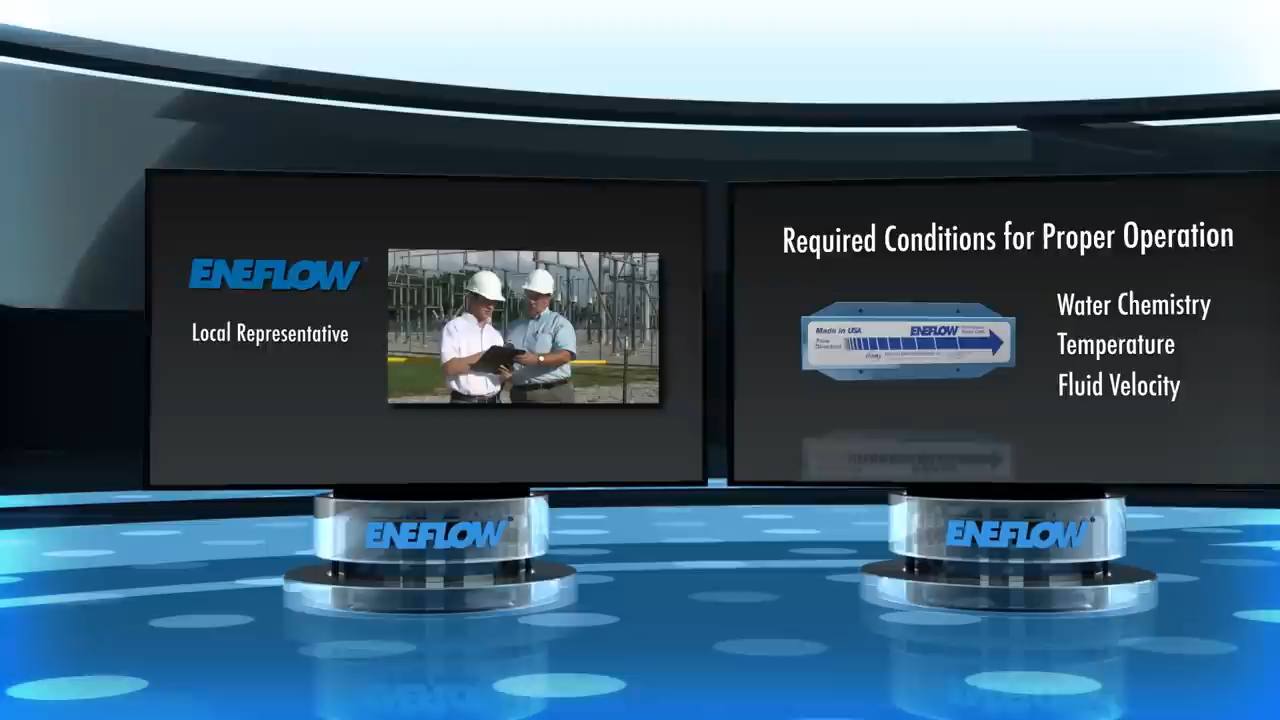 ENEFLOW®
Local Representative
Required Conditions for Proper Operation
Made in USA
Flow
Direction
ENEFLOW
Water Chemistry
Temperature
Fluid Velocity
ENEFLOW®
ENEFLOW®